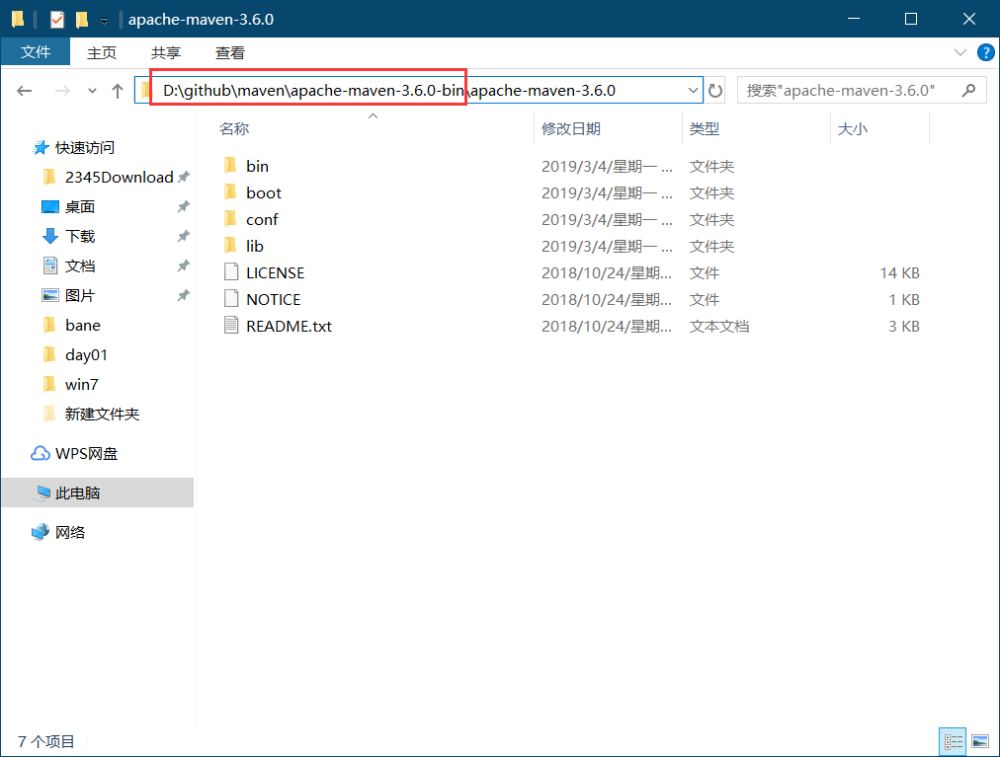 apache-maven-3.6.0
文件 主页 共享 查看
D:\github\maven\apache-maven-3.6.0-bin\apache-maven-3.6.0 搜索"apache-maven-3.6.0"
名称 修改日期 类型 大小
快速访问
2345Download
桌面
下载
文档
图片
bane
day01
win7
新建文件夹
WPS网盘
此电脑
网络
bin 2019/3/4/星期一 ... 文件夹
boot 2019/3/4/星期一 ... 文件夹
conf 2019/3/4/星期一 ... 文件夹
lib 2019/3/4/星期一 ... 文件夹
LICENSE 2018/10/24/星期... 文件 14 KB
NOTICE 2018/10/24/星期... 文件 1 KB
README.txt 2018/10/24/星期... 文本文档 3 KB
7 个项目